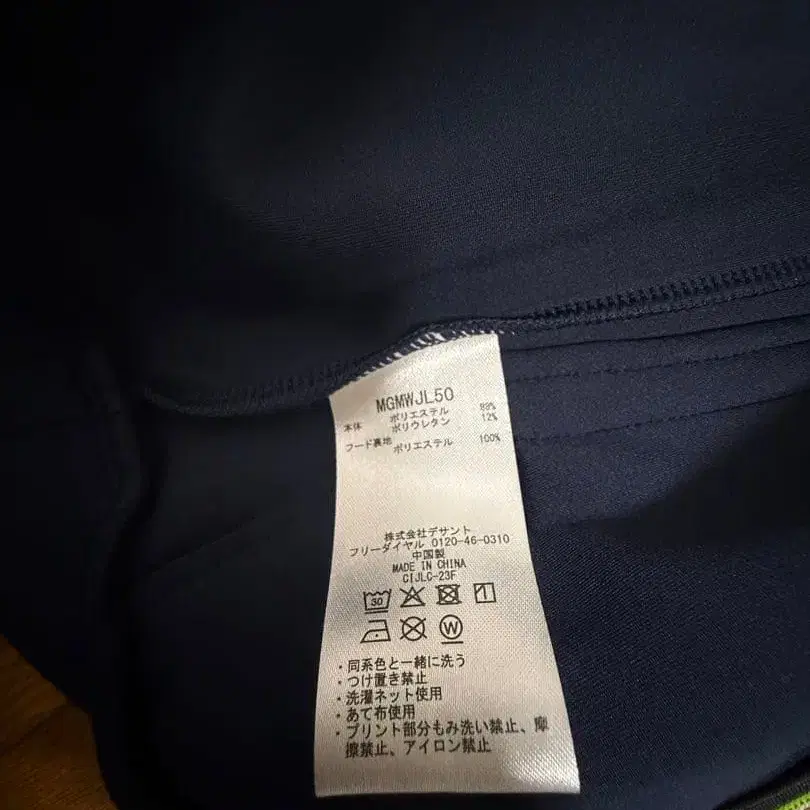 MGMWJL50
本体 ポリエステル 88%
ポリウレタン 12%
フード裏地 ポリエステル 100%
株式会社デサント
フリーダイヤル 0120-46-0310
中国製
MADE IN CHINA
CIJLC-23F
30
W
・同系色と一緒に洗う
・つけ置き禁止
・洗濯ネット使用
・あて布使用
・プリント部分もみ洗い禁止、摩
擦禁止、アイロン禁止